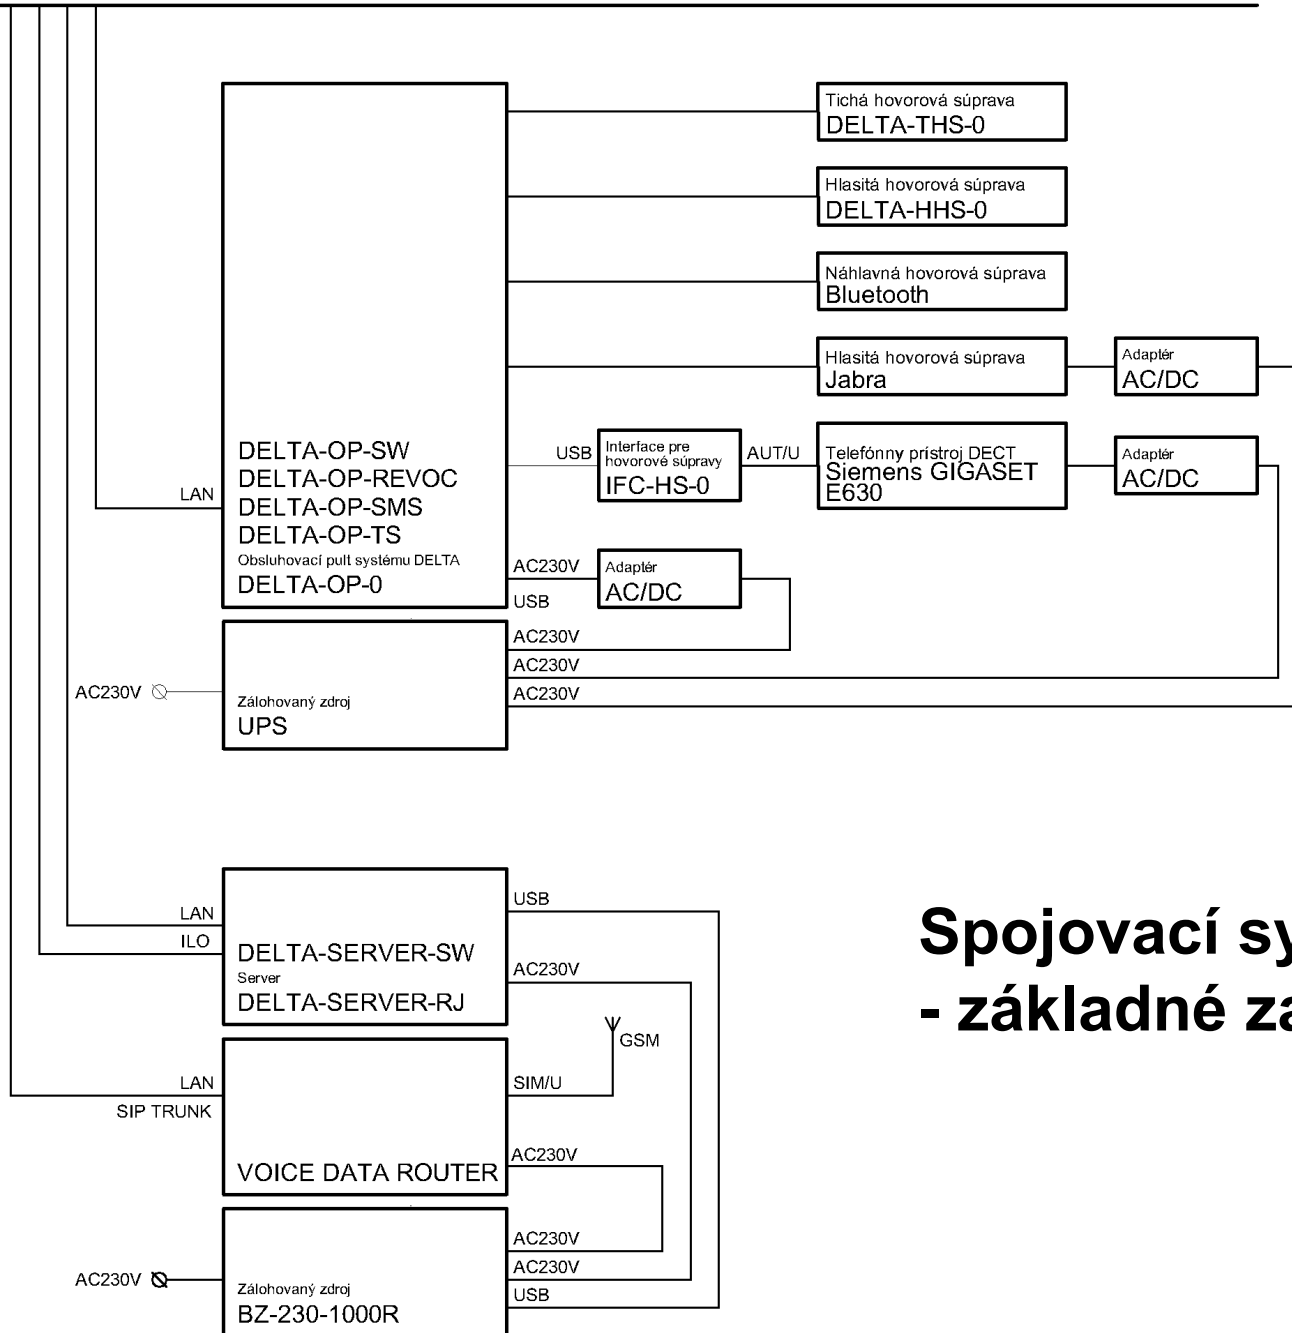 Tichá hovorová súprava
DELTA-THS-0
Hlasitá hovorová súprava
DELTA-HHS-0
Náhlavná hovorová súprava
Bluetooth
Hlasitá hovorová súprava
Jabra
Adaptér
AC/DC
DELTA-OP-SW
DELTA-OP-REVOC
DELTA-OP-SMS
DELTA-OP-TS
Obsluhovací pult systému DELTA
DELTA-OP-0
LAN
USB
Interface pre
hovorové súpravy
IFC-HS-0
AUT/U
Telefónny prístroj DECT
Siemens GIGASET
E630
Adaptér
AC/DC
AC230V
USB
Adaptér
AC/DC
AC230V
AC230V
AC230V
AC230V
Zálohovaný zdroj
UPS
LAN
ILO
DELTA-SERVER-SW
Server
DELTA-SERVER-RJ
USB
AC230V
Spojovací sy
- základné za
GSM
LAN
SIP TRUNK
SIM/U
VOICE DATA ROUTER
AC230V
AC230V
AC230V
USB
AC230V
Zálohovaný zdroj
BZ-230-1000R